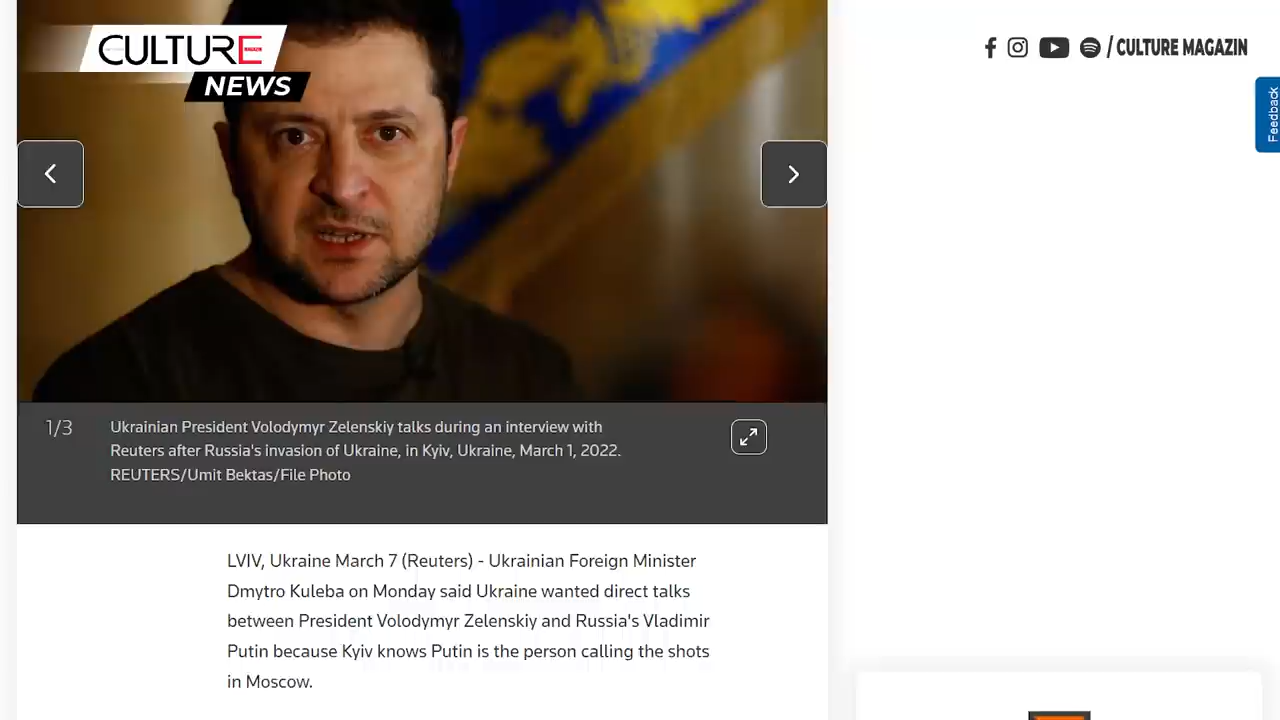 CULTURE
NEWS
/ CULTURE MAGAZIN
Feedback
1/3
Ukrainian President Volodymyr Zelenskiy talks during an interview with
Reuters after Russia's invasion of Ukraine, in Kyiv, Ukraine, March 1, 2022.
REUTERS/Umit Bektas/File Photo
LVIV, Ukraine March 7 (Reuters) - Ukrainian Foreign Minister
Dmytro Kuleba on Monday said Ukraine wanted direct talks
between President Volodymyr Zelenskiy and Russia's Vladimir
Putin because Kyiv knows Putin is the person calling the shots
in Moscow.